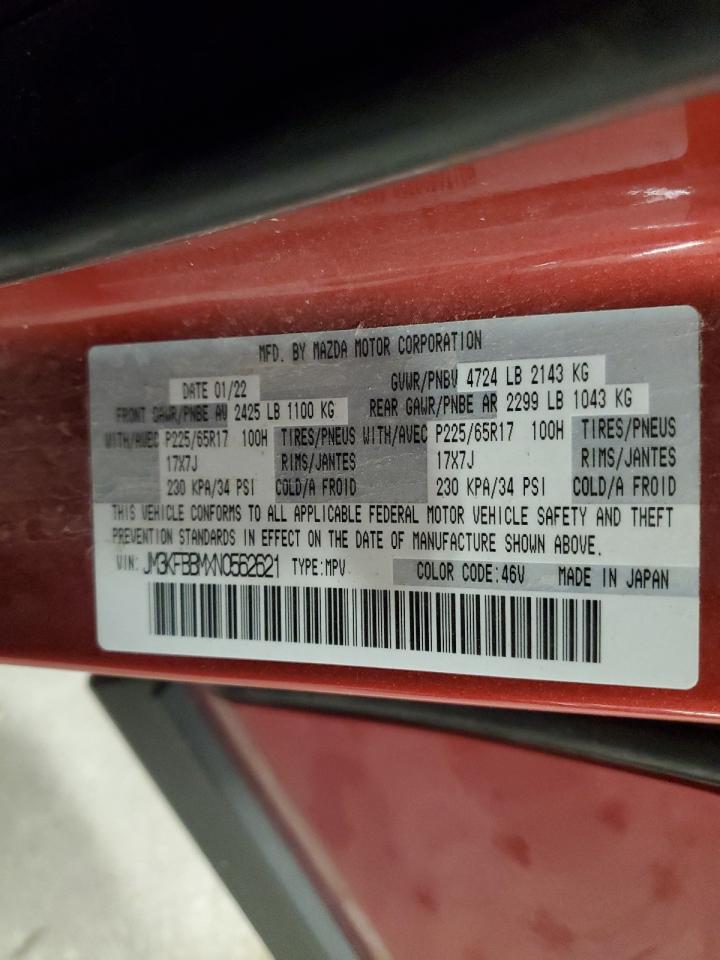 MFD. BY MAZDA MOTOR CORPORATION
DATE 01/22 GVWR/PNBV 4724 LB 2143 KG
FRONT GAWR/PNBE AV 2425 LB 1100 KG REAR GAWR/PNBE AR 2299 LB 1043 KG
WITH/AVEC P225/65R17 100H TIRES/PNEUS WITH/AVEC P225/65R17 100H TIRES/PNEUS
17X7J RIMS/JANTES 17X7J RIMS/JANTES
230 KPA/34 PSI COLD/A FROID 230 KPA/34 PSI COLD/A FROID
THIS VEHICLE CONFORMS TO ALL APPLICABLE FEDERAL MOTOR VEHICLE SAFETY AND THEFT
PREVENTION STANDARDS IN EFFECT ON THE DATE OF MANUFACTURE SHOWN ABOVE.
VIN: JM3KFBBMXN0562621 TYPE:MPV COLOR CODE:46V MADE IN JAPAN